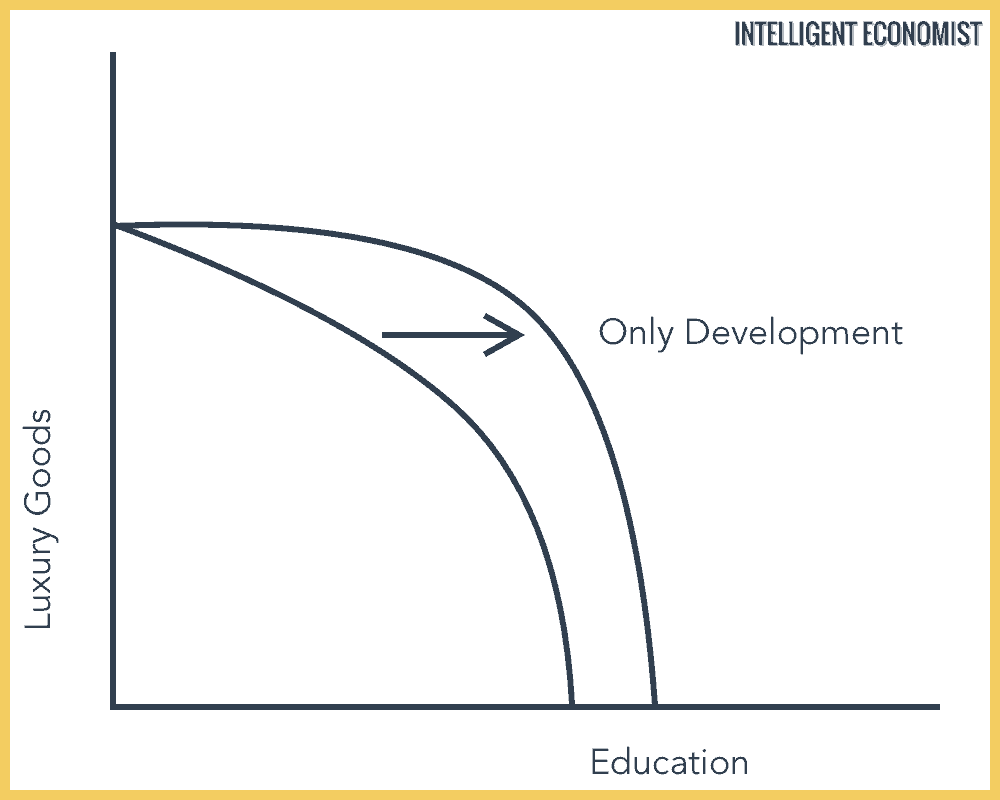 INTELLIGENT ECONOMIST
Only Development
Luxury Goods
Education